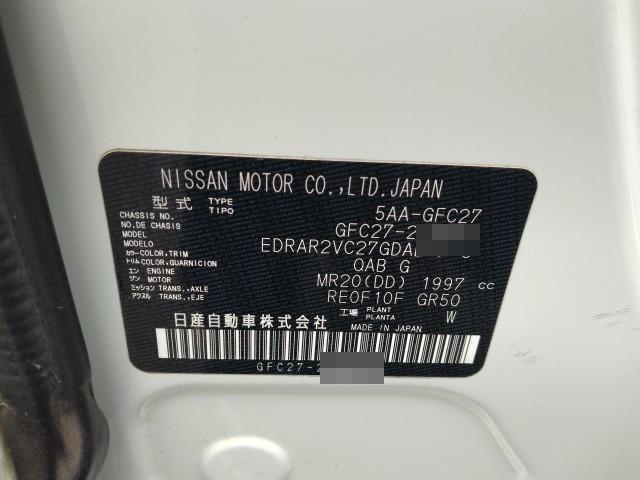 NISSAN MOTOR CO.,LTD.JAPAN
型式 TYPE TIPO 5AA-GFC27
CHASSIS NO. NO.DE CHASIS GFC27-2
MODEL MODELO EDRAR2VC27GDA
カラー COLOR,TRIM トリム COLOR,GUARNICION QAB G
エン ENGINE ジン MOTOR MR20(DD) 1997 cc
ミッション TRANS.,AXLE アクスル TRANS.,EJE RE0F10F GR50
工場 PLANT PLANTA W
日産自動車株式会社 MADE IN JAPAN
GFC27-2